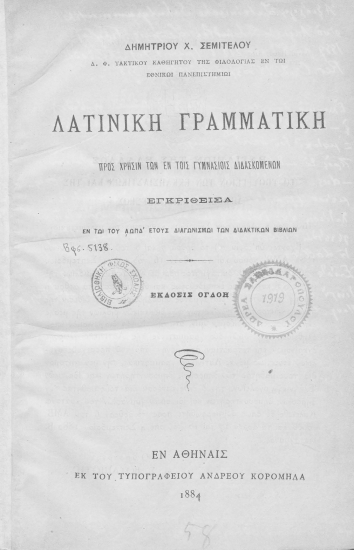 ΔΗΜΗΤΡΙΟΥ Χ. ΣΕΜΙΤΕΛΟΥ
Δ. Φ. ΤΑΚΤΙΚΟΥ ΚΑΘΗΓΗΤΟΥ ΤΗΣ ΦΙΛΟΛΟΓΙΑΣ ΕΝ ΤΩΙ
ΕΘΝΙΚΩΙ ΠΑΝΕΠΙΣΤΗΜΙΩΙ
ΛΑΤΙΝΙΚΗ ΓΡΑΜΜΑΤΙΚΗ
ΠΡΟΣ ΧΡΗΣΙΝ ΤΩΝ ΕΝ ΤΟΙΣ ΓΥΜΝΑΣΙΟΙΣ ΔΙΔΑΣΚΟΜΕΝΩΝ
ΕΓΚΡΙΘΕΙΣΑ
ΕΝ ΤΩΙ ΤΟΥ ΑΩΠΔ' ΕΤΟΥΣ ΔΙΑΓΩΝΙΣΜΩΙ ΤΩΝ ΔΙΔΑΚΤΙΚΩΝ ΒΙΒΛΙΩΝ
5138.
ΕΚΔΟΣΙΣ ΟΓΔΟΗ
1919
ΕΝ ΑΘΗΝΑΙΣ
ΕΚ ΤΟΥ ΤΥΠΟΓΡΑΦΕΙΟΥ ΑΝΔΡΕΟΥ ΚΟΡΟΜΗΛΑ
1884
58